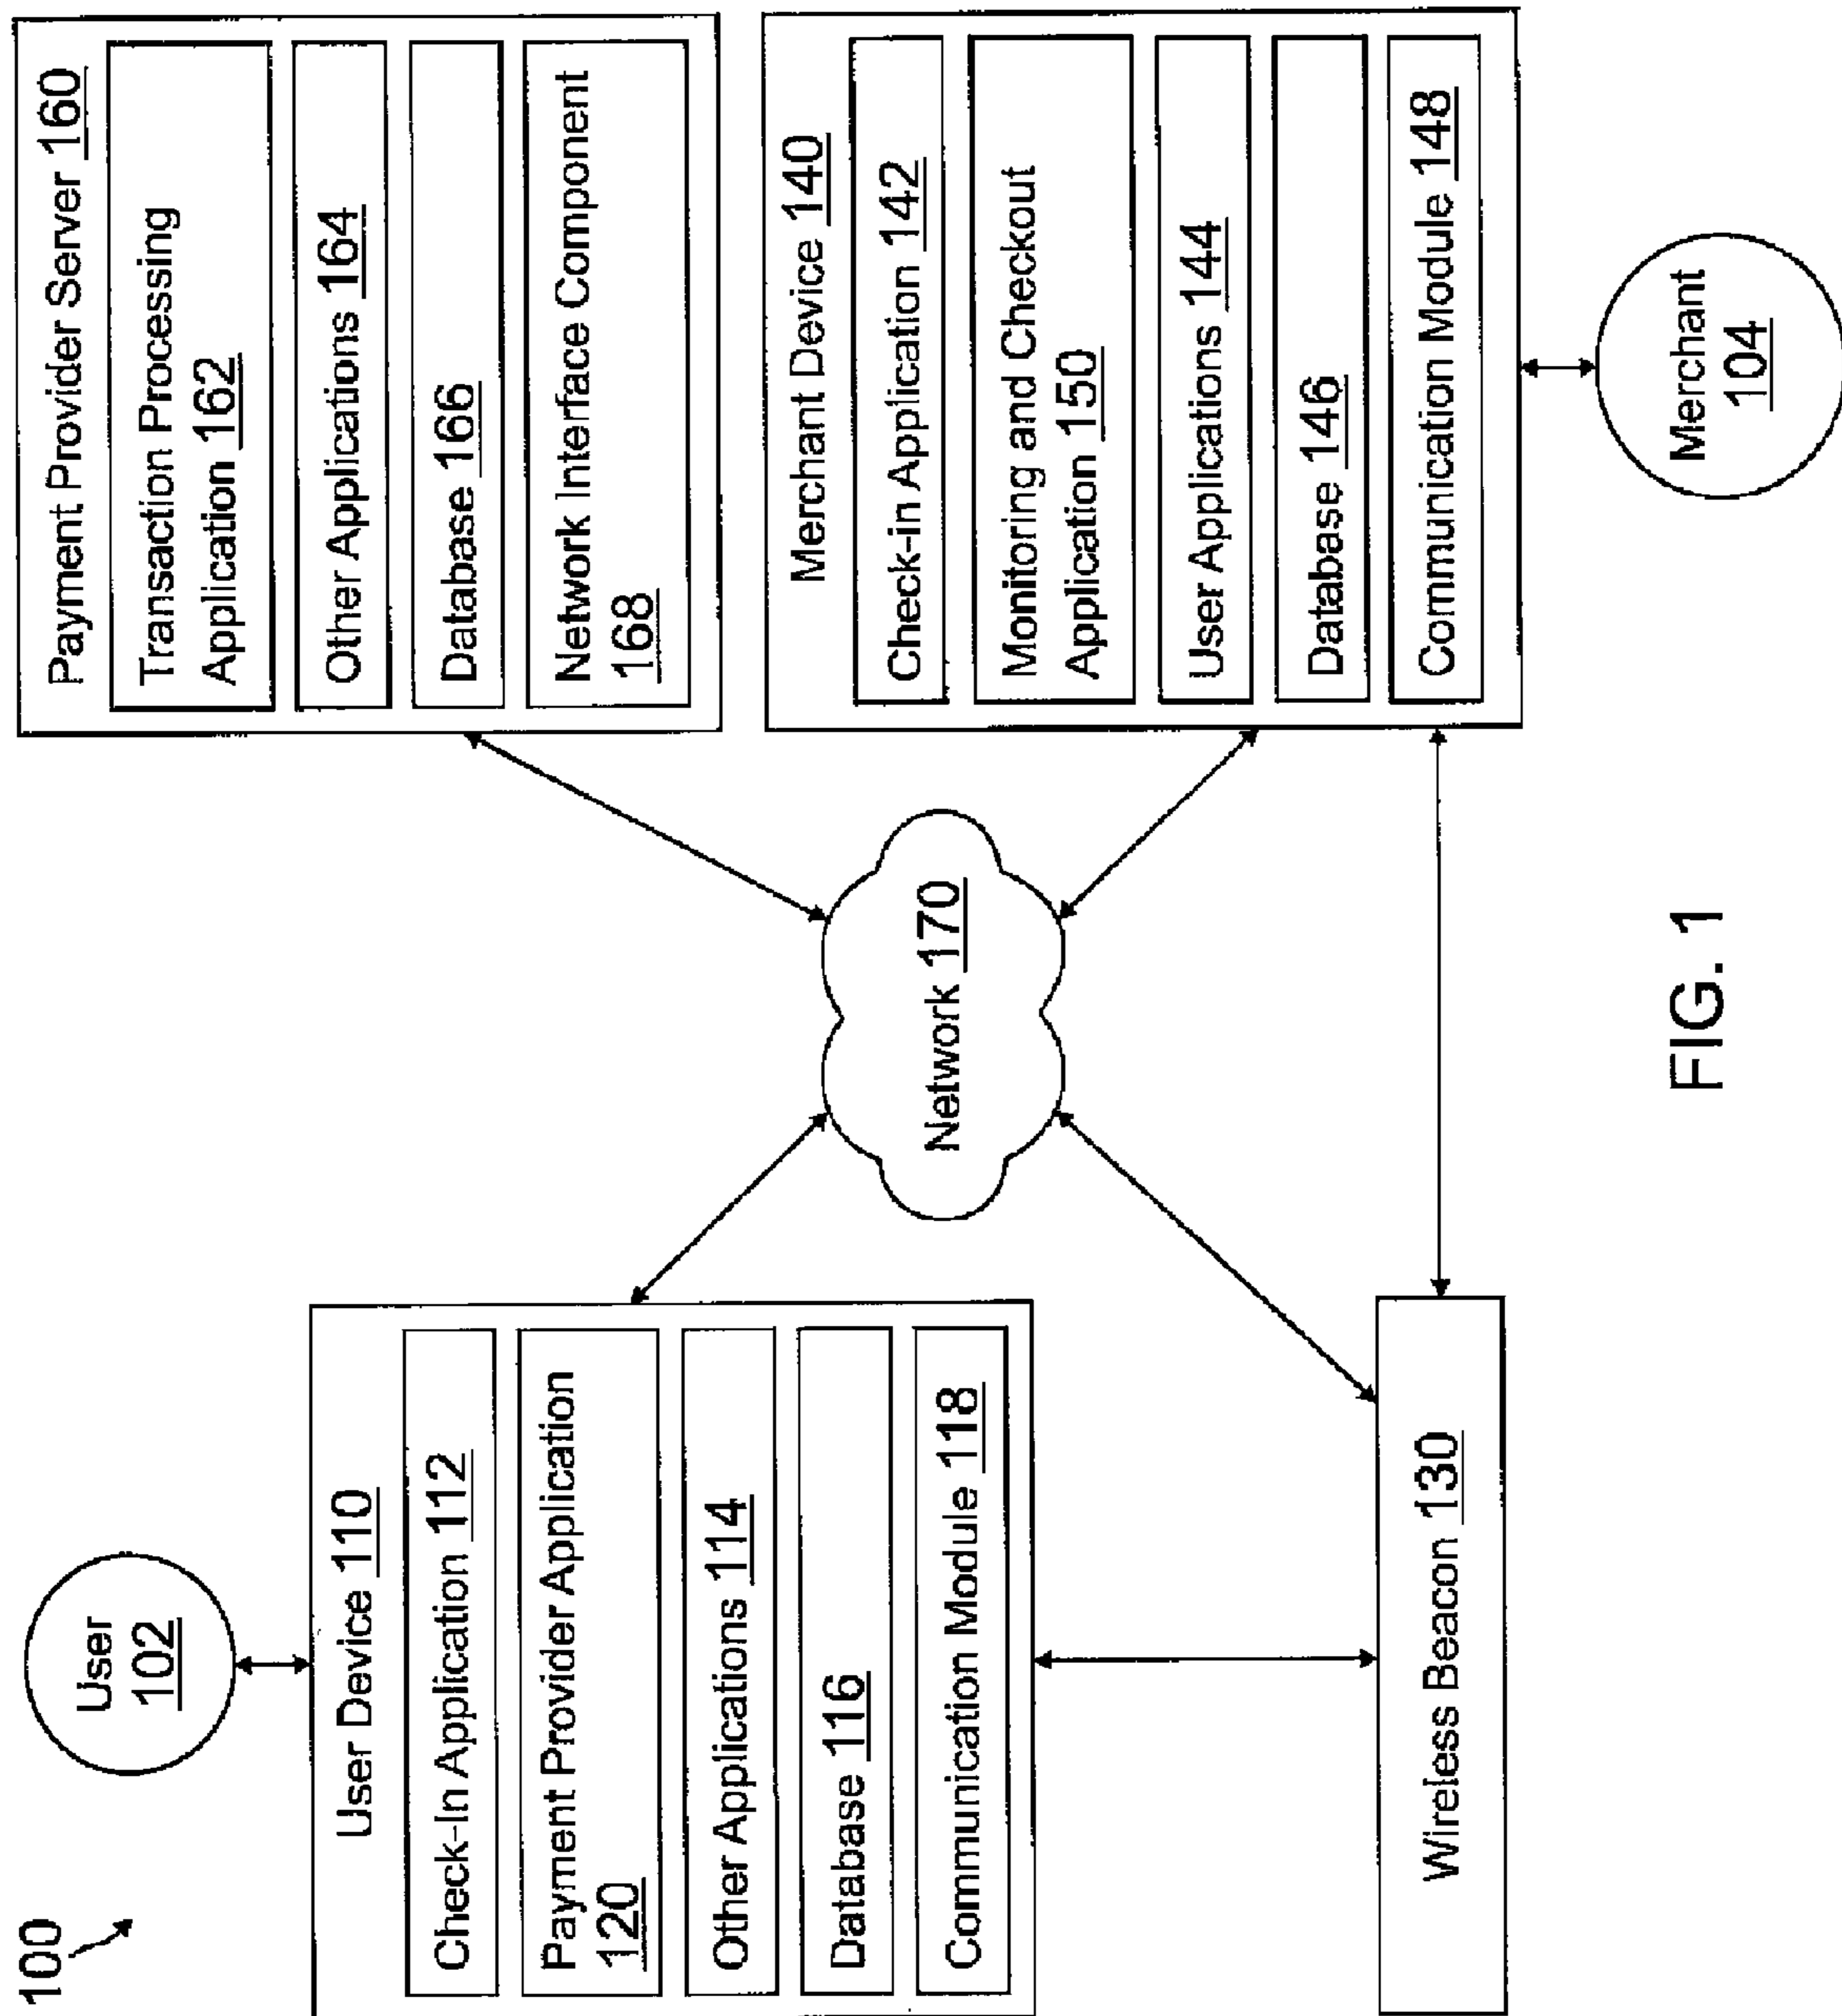 100
User
102
User Device 110
Check-In Application 112
Payment Provider Application
120
Other Applications 114
Database 116
Communication Module 118
Wireless Beacon 130
Network 170
Payment Provider Server 160
Transaction Processing
Application 162
Other Applications 164
Database 166
Network Interface Component
168
Merchant Device 140
Check-in Application 142
Monitoring and Checkout
Application 150
User Applications 144
Database 146
Communication Module 148
Merchant
104
FIG. 1